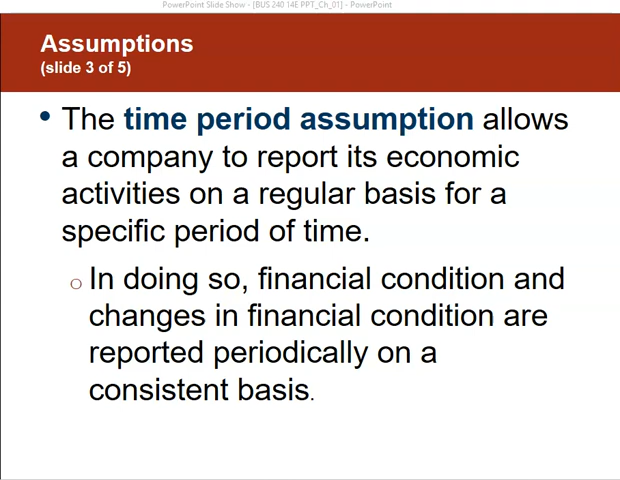 PowerPoint Slide Show - [BUS 240 14E PPT_Ch_01] - PowerPoint
Assumptions
(slide 3 of 5)
• The time period assumption allows
a company to report its economic
activities on a regular basis for a
specific period of time.
○ In doing so, financial condition and
changes in financial condition are
reported periodically on a
consistent basis.